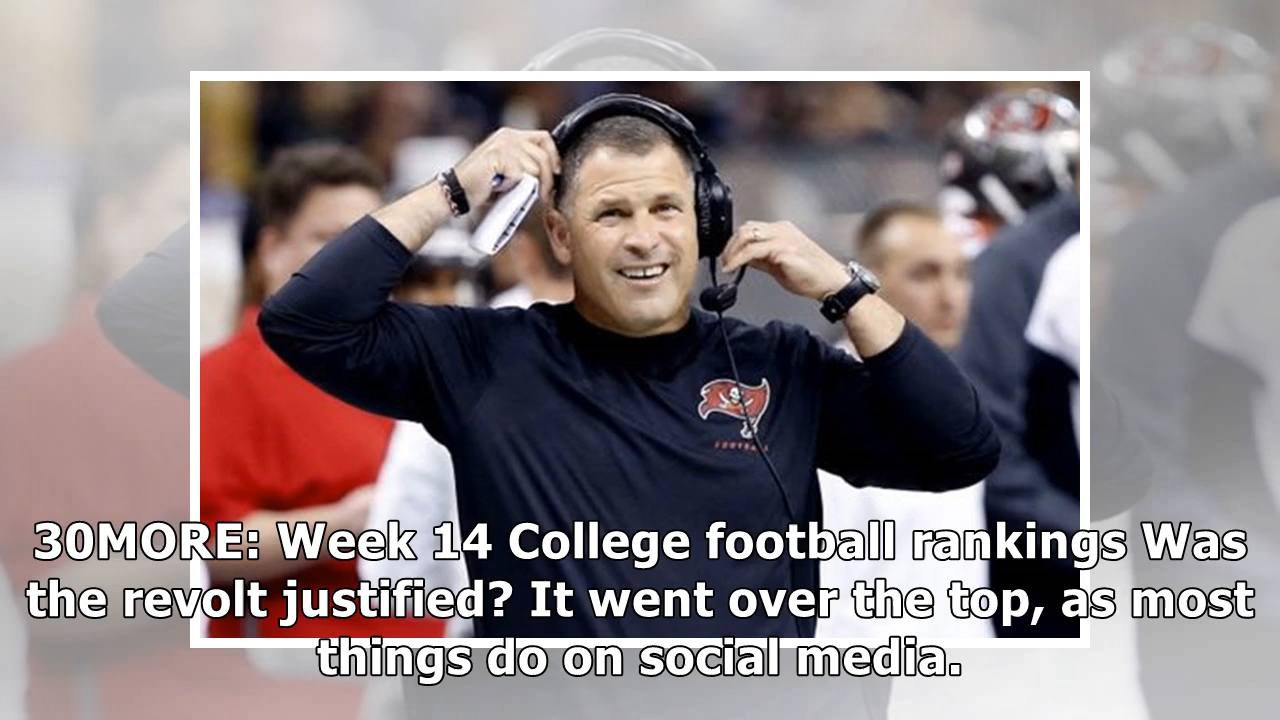 FOOTBALL
30MORE: Week 14 College football rankings Was
the revolt justified? It went over the top, as most
things do on social media.